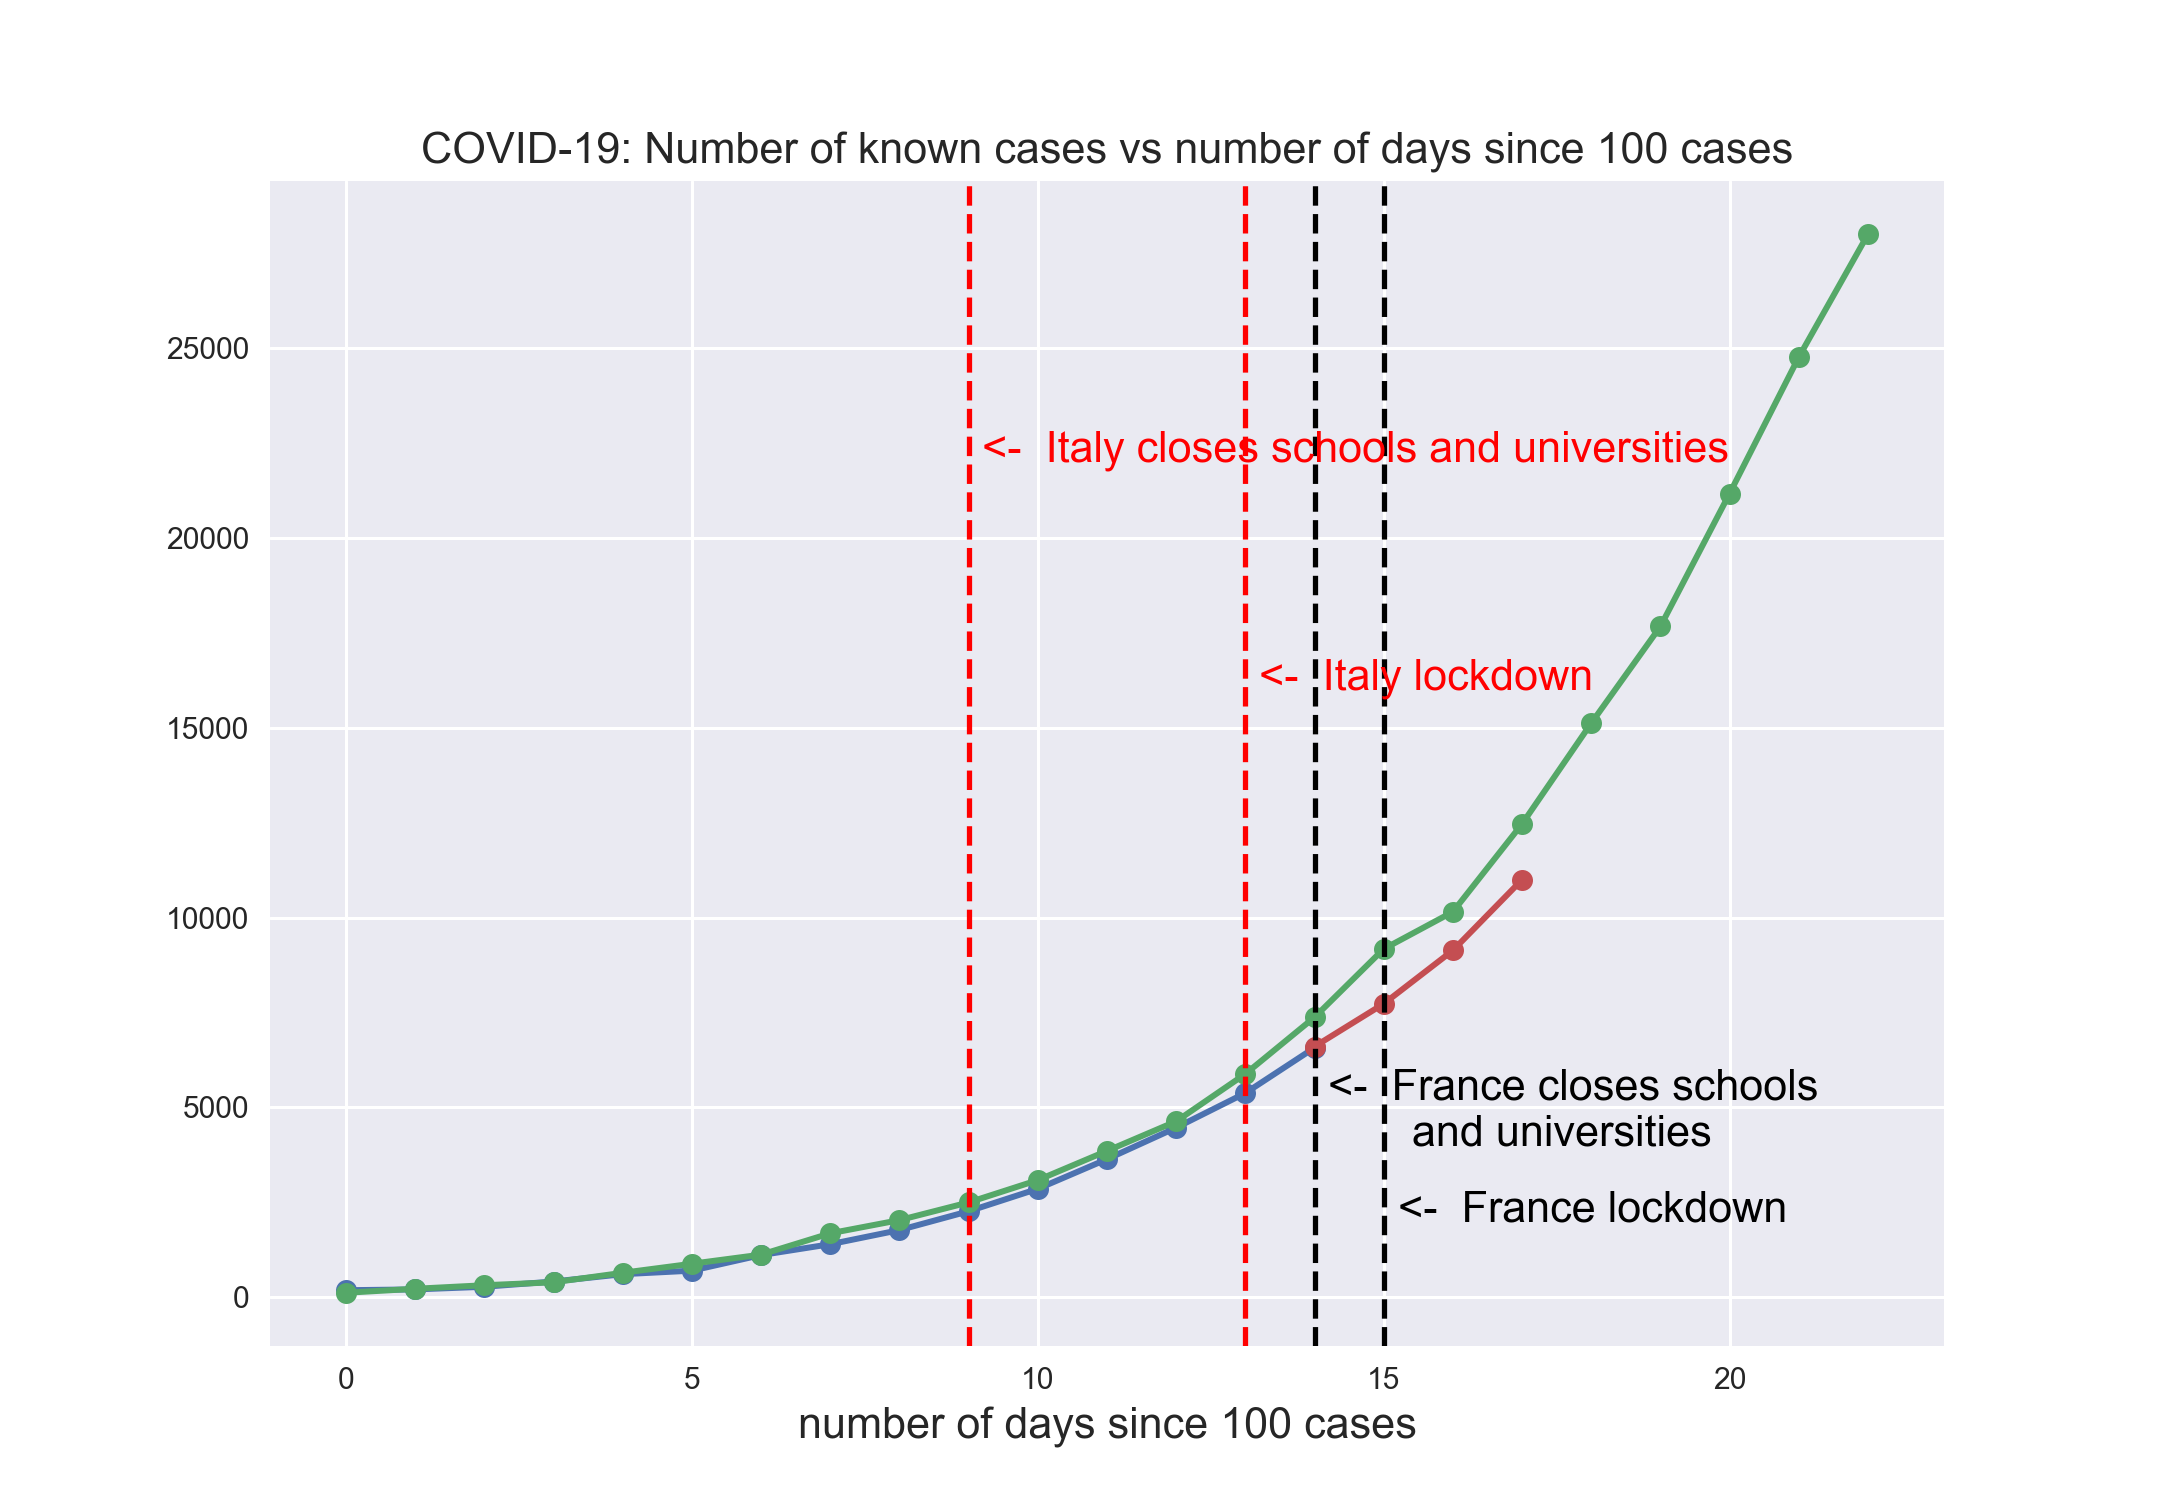 COVID-19: Number of known cases vs number of days since 100 cases
25000
<- Italy closes schools and universities
20000
<- Italy lockdown
15000
10000
<- France closes schools
5000
and universities
<- France lockdown
0
0 5 10 15 20
number of days since 100 cases